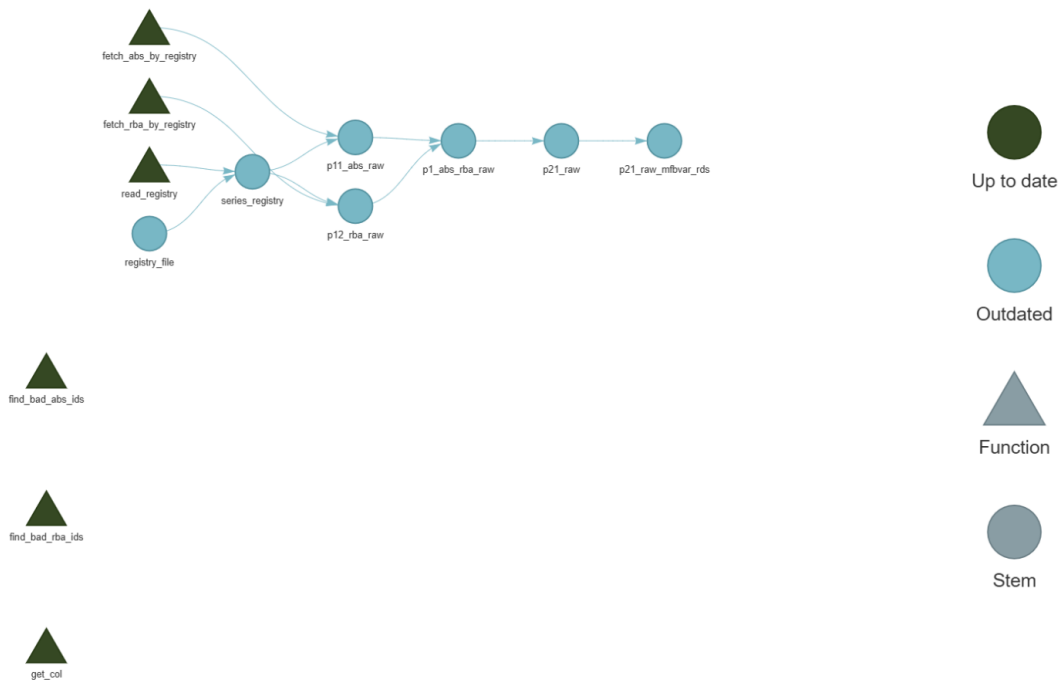 fetch_abs_by_registry
fetch_rba_by_registry
read_registry
registry_file
series_registry
p11_abs_raw
p12_rba_raw
p1_abs_rba_raw
p21_raw
p21_raw_mfbvar_rds
find_bad_abs_ids
find_bad_rba_ids
get_col
Up to date
Outdated
Function
Stem